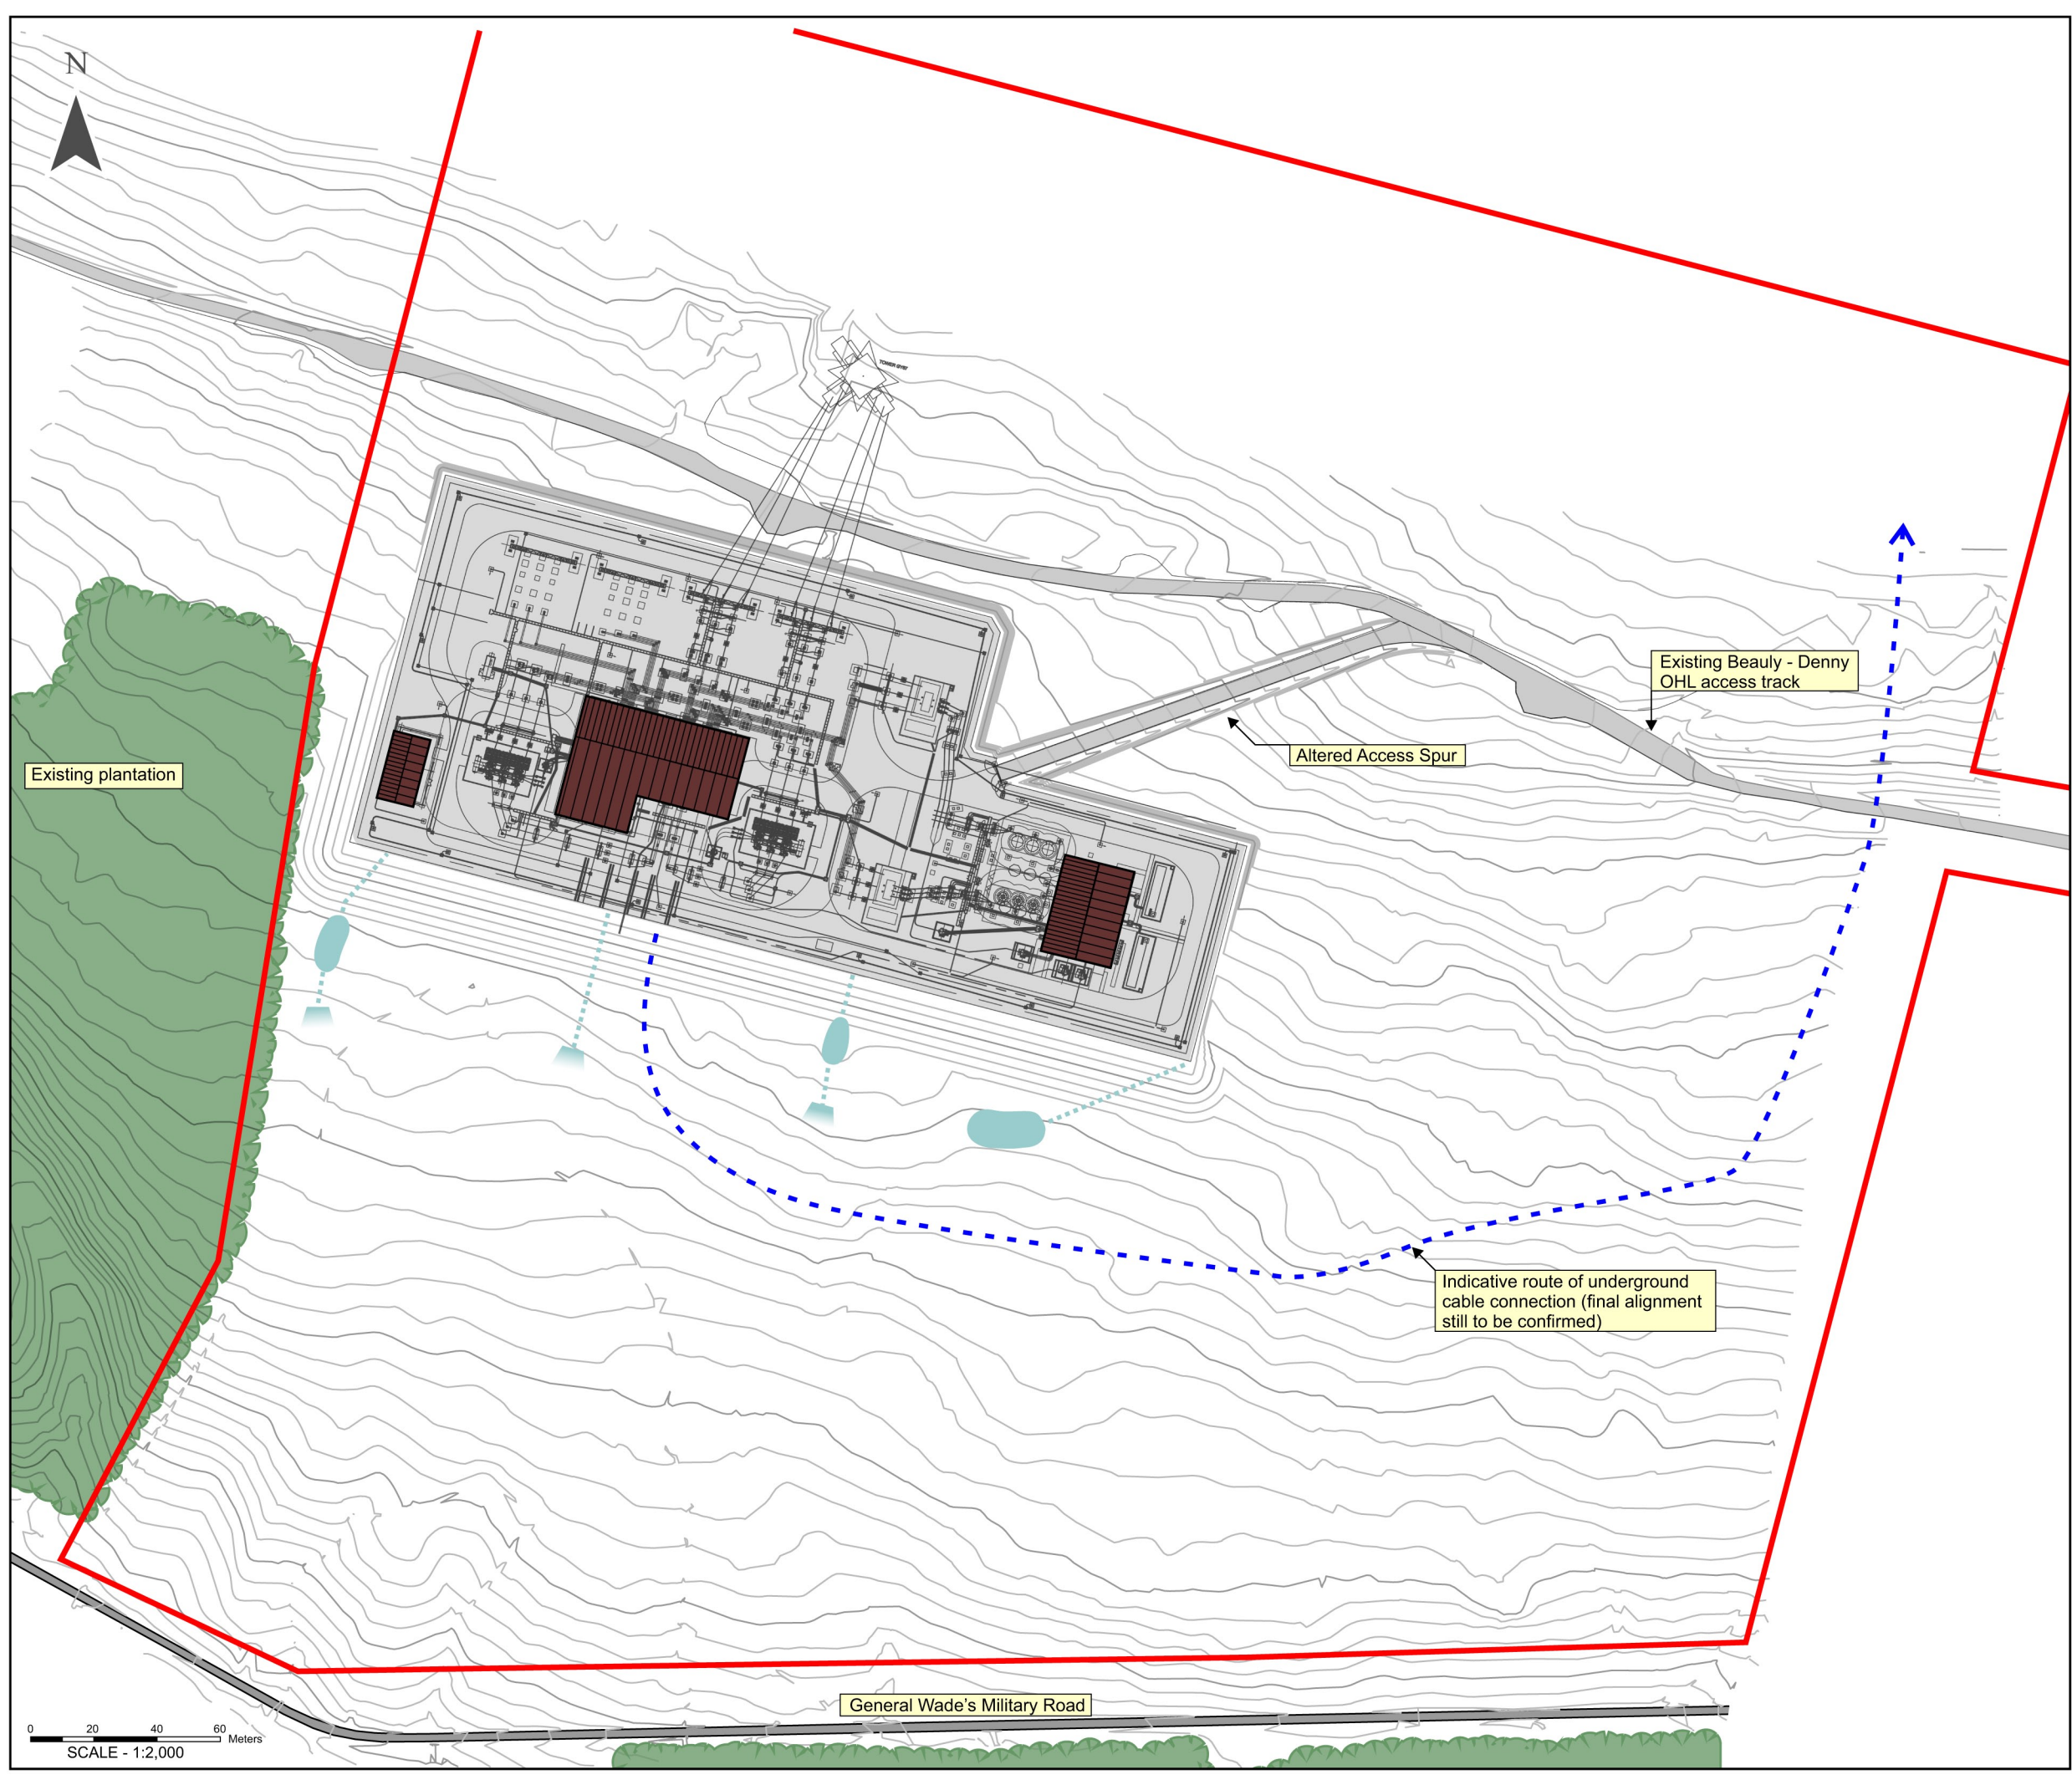 N
Existing Beauly - Denny
OHL access track
Altered Access Spur
Existing plantation
Indicative route of underground
cable connection (final alignment
still to be confirmed)
General Wade's Military Road
0 20 40 60 Meters
SCALE - 1:2,000